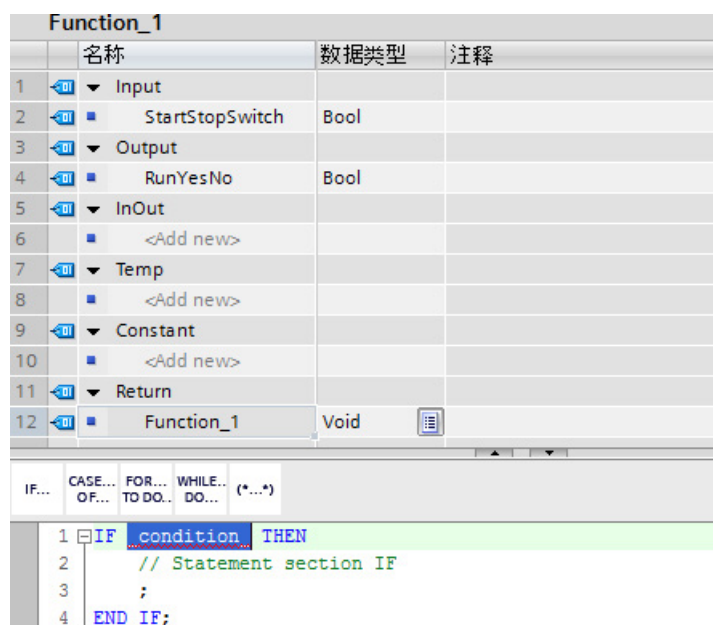 Function_1
名称 数据类型 注释
1 Input
2 StartStopSwitch Bool
3 Output
4 RunYesNo Bool
5 InOut
6 <Add new>
7 Temp
8 <Add new>
9 Constant
10 <Add new>
11 Return
12 Function_1 Void
IF... CASE... FOR... WHILE.. (*...*)
OF... TO DO.. DO...
1 IF condition THEN
2 // Statement section IF
3 ;
4 END_IF;